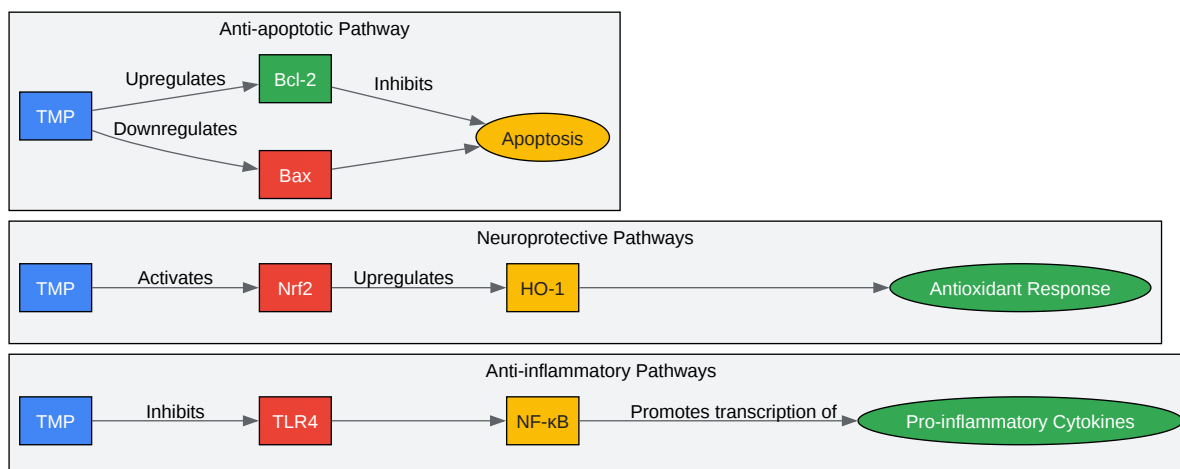 Anti-apoptotic Pathway
TMP
Upregulates
Downregulates
Bcl-2
Bax
Inhibits
Apoptosis
Neuroprotective Pathways
TMP
Activates
Nrf2
Upregulates
HO-1
Antioxidant Response
Anti-inflammatory Pathways
TMP
Inhibits
TLR4
NF-κB
Promotes transcription of
Pro-inflammatory Cytokines